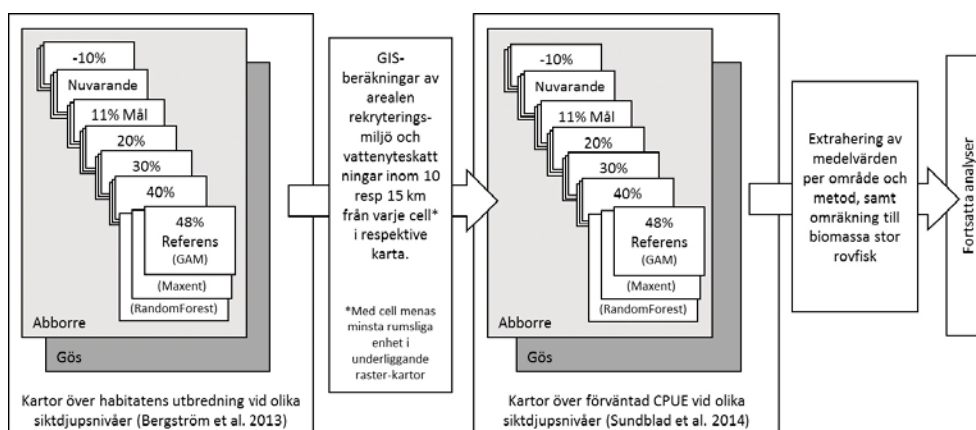 -10%
Nuvarande
11% Mål
20%
30%
40%
48%
Referens
(GAM)
(Maxent)
(RandomForest)
Abborre
Gös
Kartor över habitatens utbredning vid olika
siktdjupsnivåer (Bergström et al. 2013)
GIS-
beräkningar av
arealen
rekryterings-
miljö och
vattenyteskatt
ningar inom 10
resp 15 km
från varje cell*
i respektive
karta.
*Med cell menas
minsta rumsliga
enhet i
underliggande
raster-kartor
-10%
Nuvarande
11% Mål
20%
30%
40%
48%
Referens
(GAM)
(Maxent)
(RandomForest)
Abborre
Gös
Kartor över förväntad CPUE vid olika
siktdjupsnivåer (Sundblad et al. 2014)
Extrahering av
medelvärden
per område och
metod, samt
omräkning till
biomassa stor
rovfisk
Fortsatta analyser